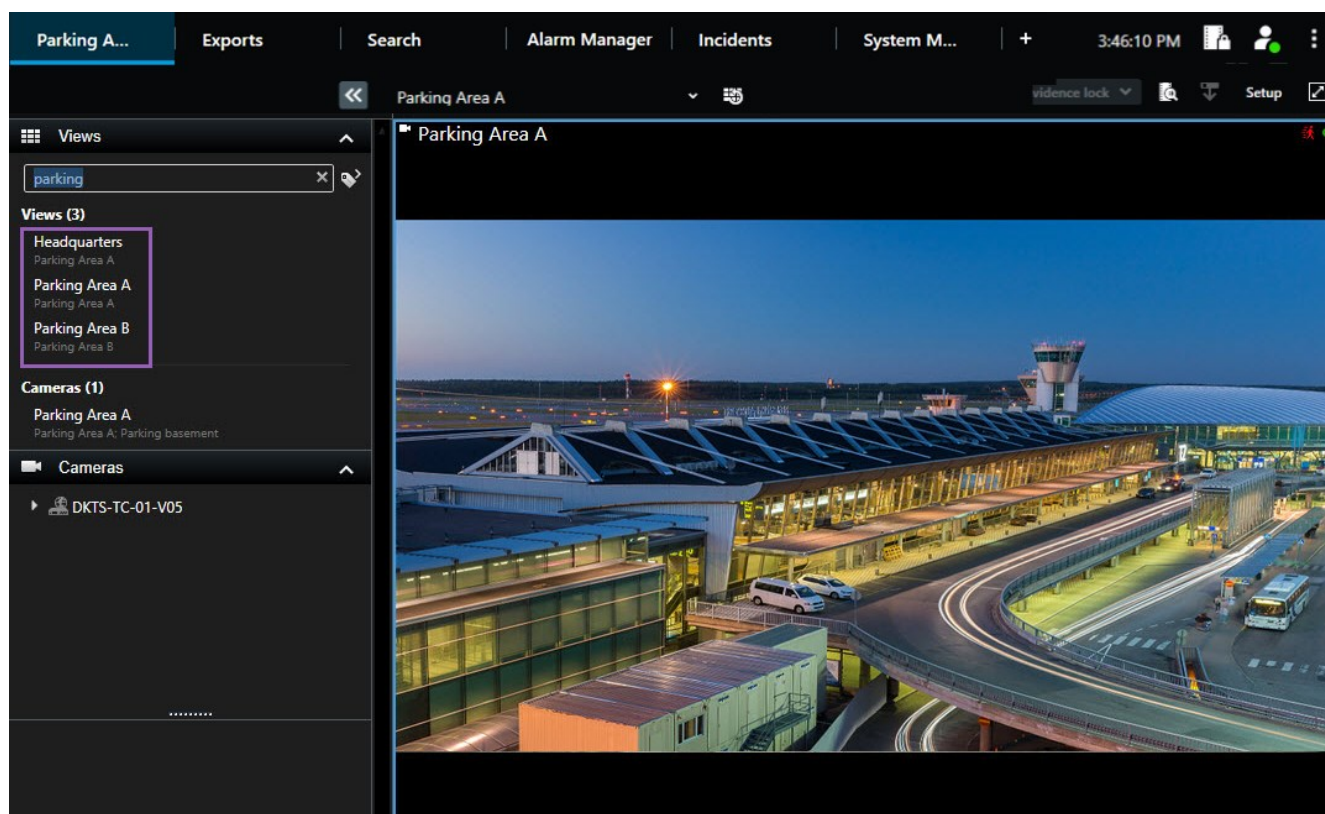 Parking A...
Exports
Search
Alarm Manager
Incidents
System M...
+
3:46:10 PM
Parking Area A
vidence lock
Setup
Views
Parking Area A
parking
Views (3)
Headquarters
Parking Area A
Parking Area A
Parking Area A
Parking Area B
Parking Area B
Cameras (1)
Parking Area A
Parking Area A; Parking basement
Cameras
DKTS-TC-01-V05